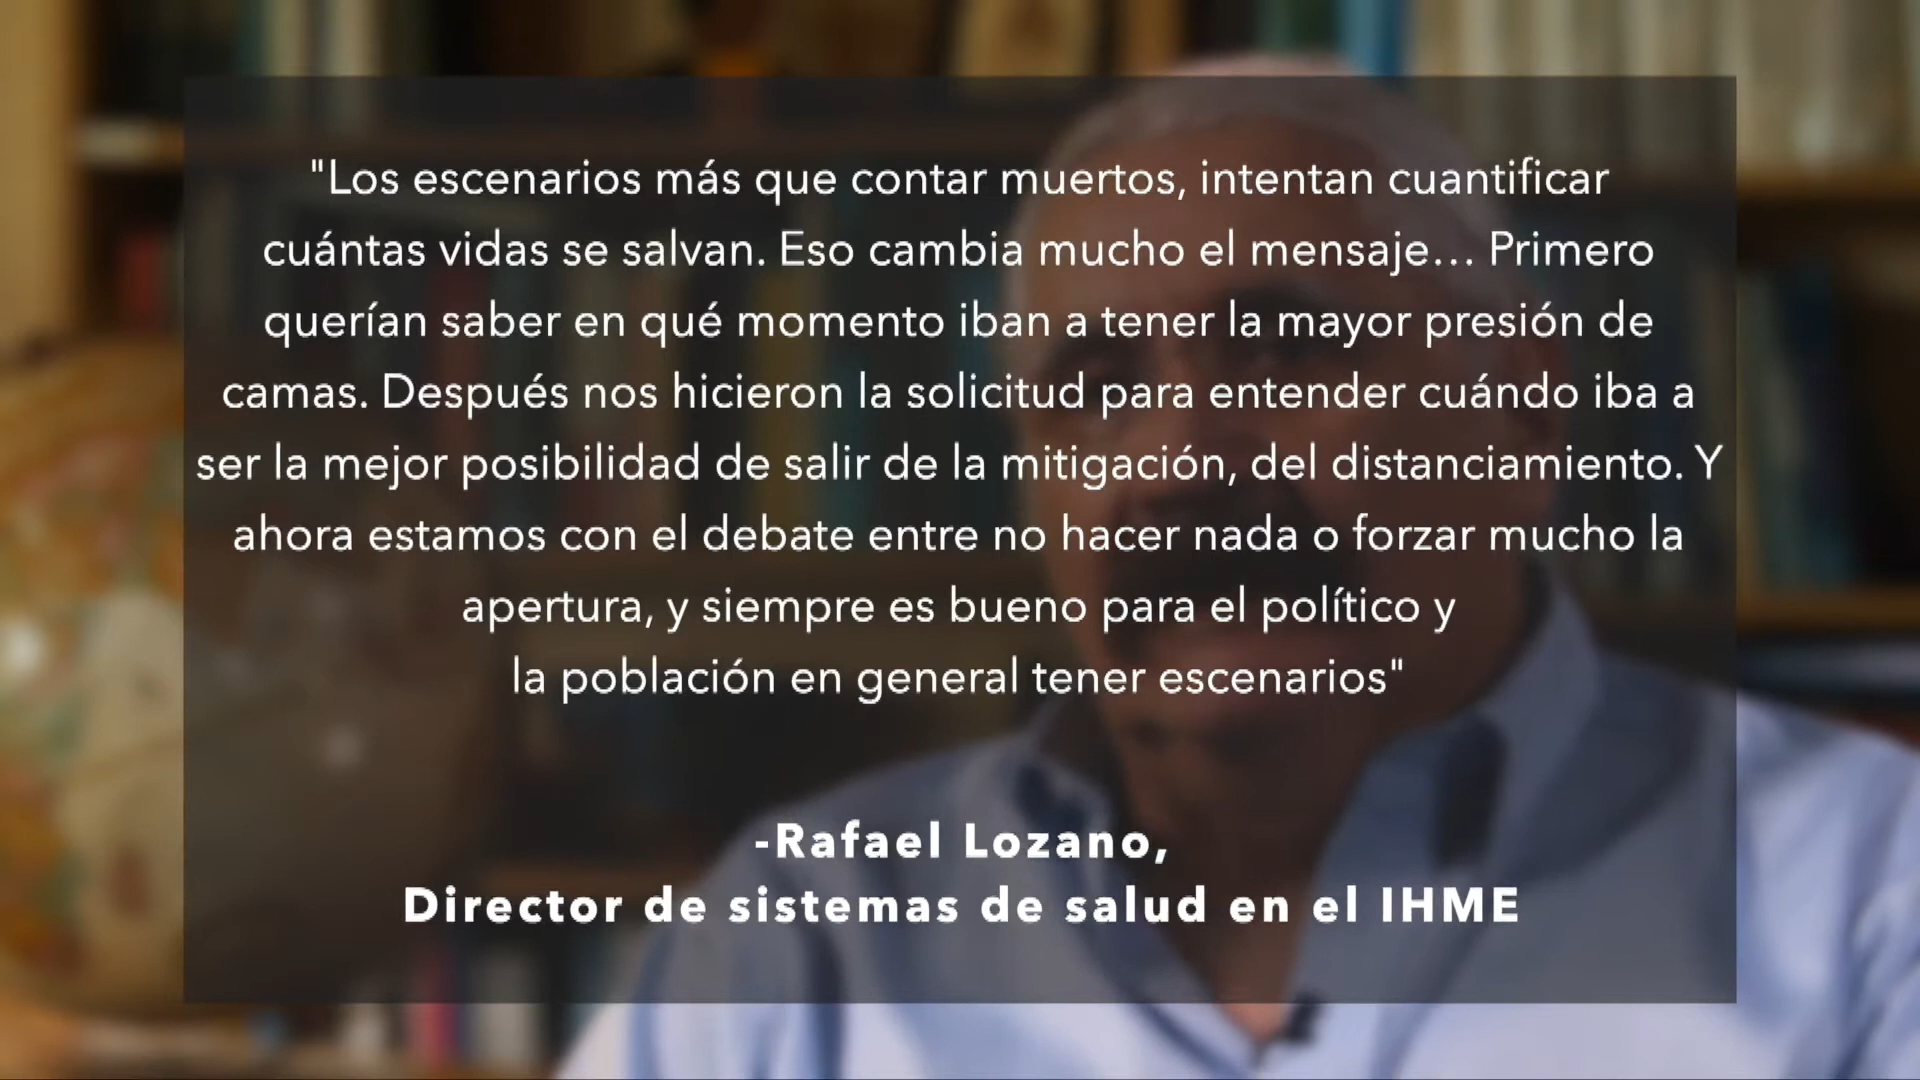 "Los escenarios más que contar muertos, intentan cuantificar
cuántas vidas se salvan. Eso cambia mucho el mensaje… Primero
querían saber en qué momento iban a tener la mayor presión de
camas. Después nos hicieron la solicitud para entender cuándo iba a
ser la mejor posibilidad de salir de la mitigación, del distanciamiento. Y
ahora estamos con el debate entre no hacer nada o forzar mucho la
apertura, y siempre es bueno para el político y
la población en general tener escenarios"
-Rafael Lozano,
Director de sistemas de salud en el IHME